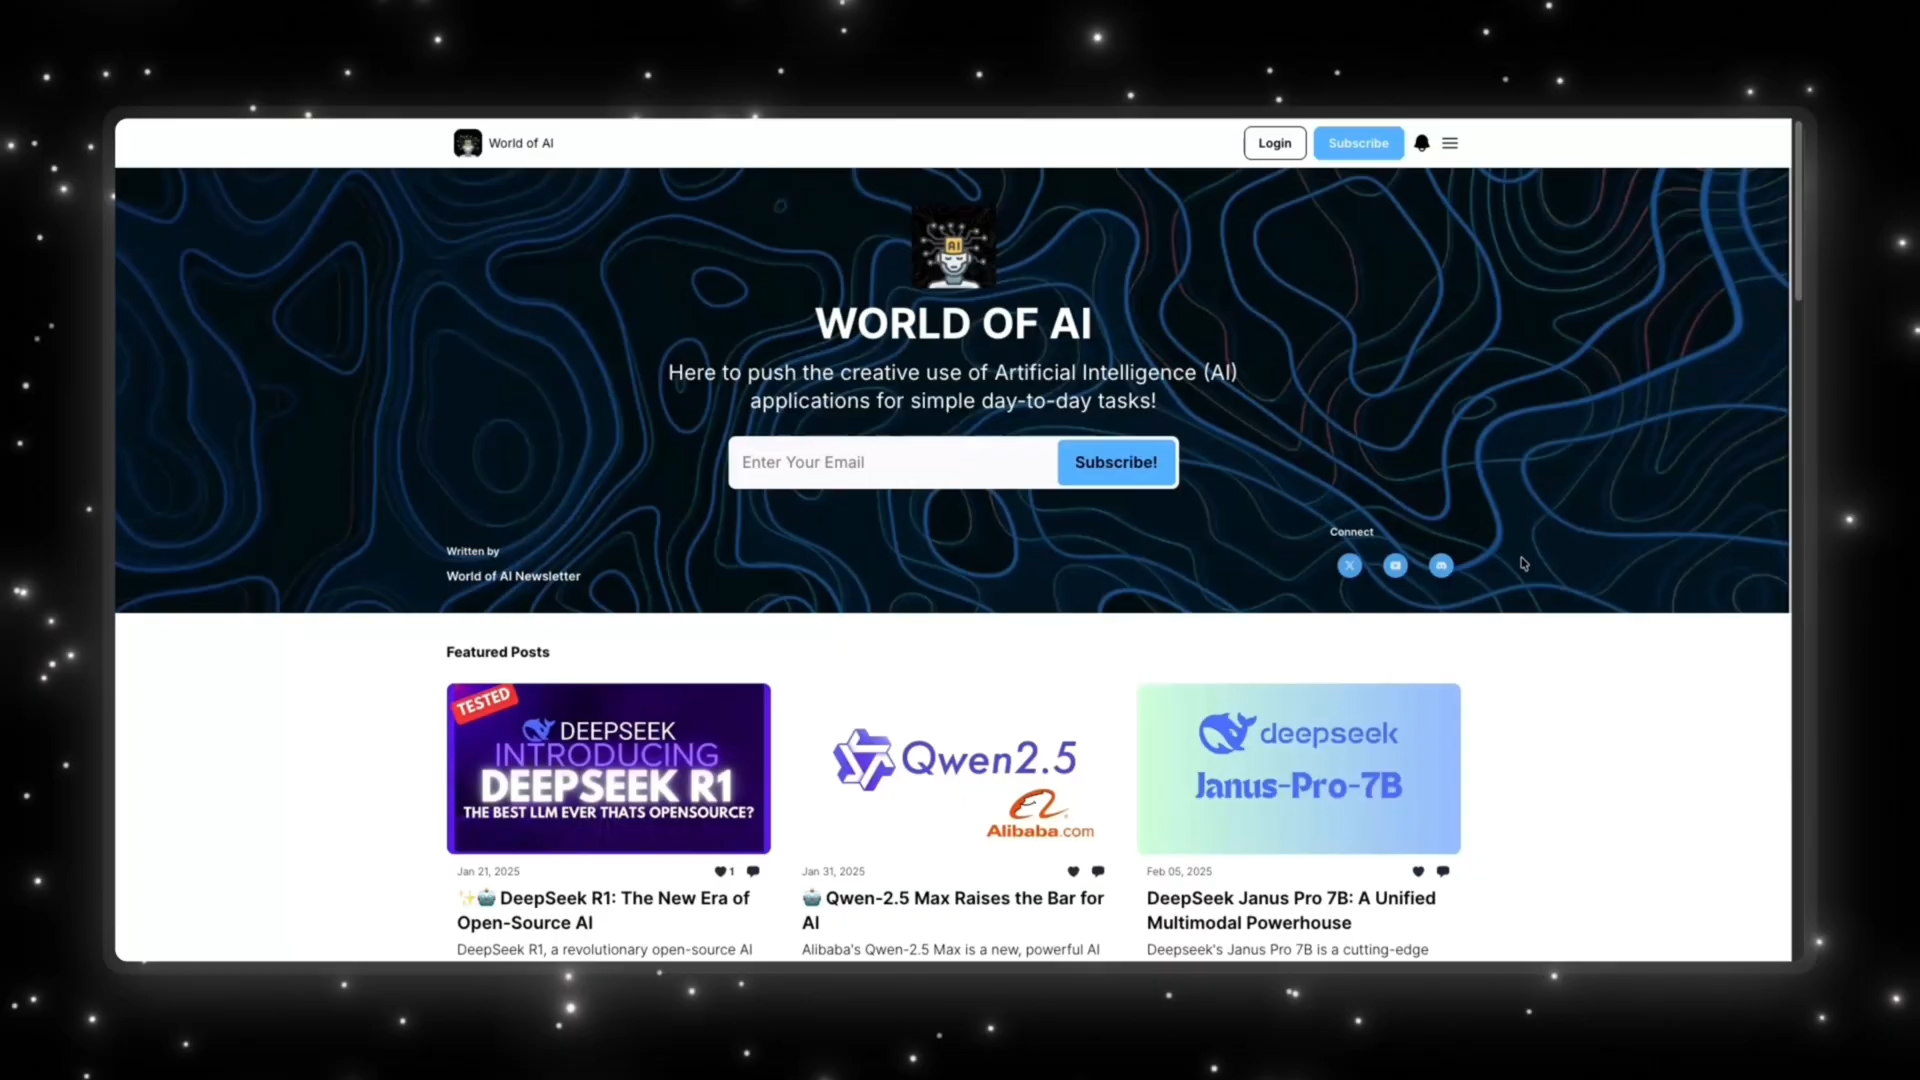 World of AI
Login
Subscribe
AI
WORLD OF AI
Here to push the creative use of Artificial Intelligence (AI)
applications for simple day-to-day tasks!
Enter Your Email
Subscribe!
Connect
Written by
World of AI Newsletter
Featured Posts
TESTED
DEEPSEEK
INTRODUCING
DEEPSEEK R1
THE BEST LLM EVER THATS OPENSOURCE?
Jan 21, 2025
1
✨🤖 DeepSeek R1: The New Era of
Open-Source AI
DeepSeek R1, a revolutionary open-source AI
Qwen2.5
Alibaba.com
Jan 31, 2025
🤖 Qwen-2.5 Max Raises the Bar for
AI
Alibaba's Qwen-2.5 Max is a new, powerful AI
deepseek
Janus-Pro-7B
Feb 05, 2025
DeepSeek Janus Pro 7B: A Unified
Multimodal Powerhouse
Deepseek's Janus Pro 7B is a cutting-edge